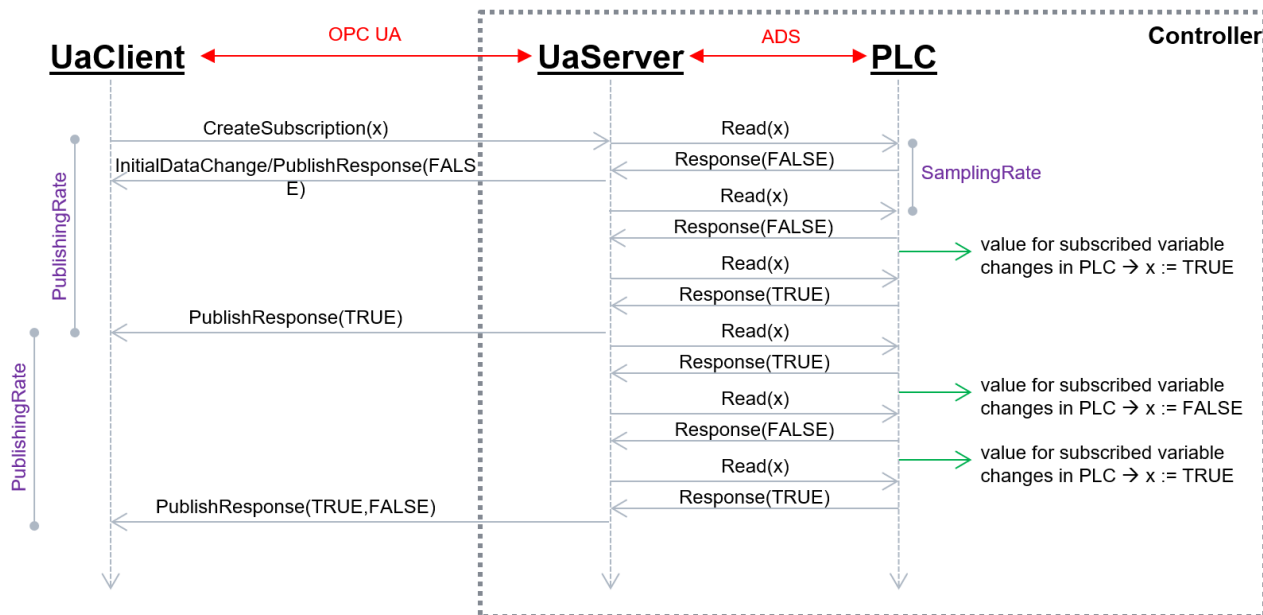 OPC UA
ADS
Controller
UaClient
UaServer
PLC
CreateSubscription(x)
Read(x)
InitialDataChange/PublishResponse(FALS
E)
Response(FALSE)
SamplingRate
PublishingRate
Read(x)
Response(FALSE)
value for subscribed variable
changes in PLC → x := TRUE
Read(x)
Response(TRUE)
PublishResponse(TRUE)
Read(x)
Response(TRUE)
PublishingRate
value for subscribed variable
changes in PLC → x := FALSE
Read(x)
Response(FALSE)
value for subscribed variable
changes in PLC → x := TRUE
Read(x)
Response(TRUE)
PublishResponse(TRUE,FALSE)